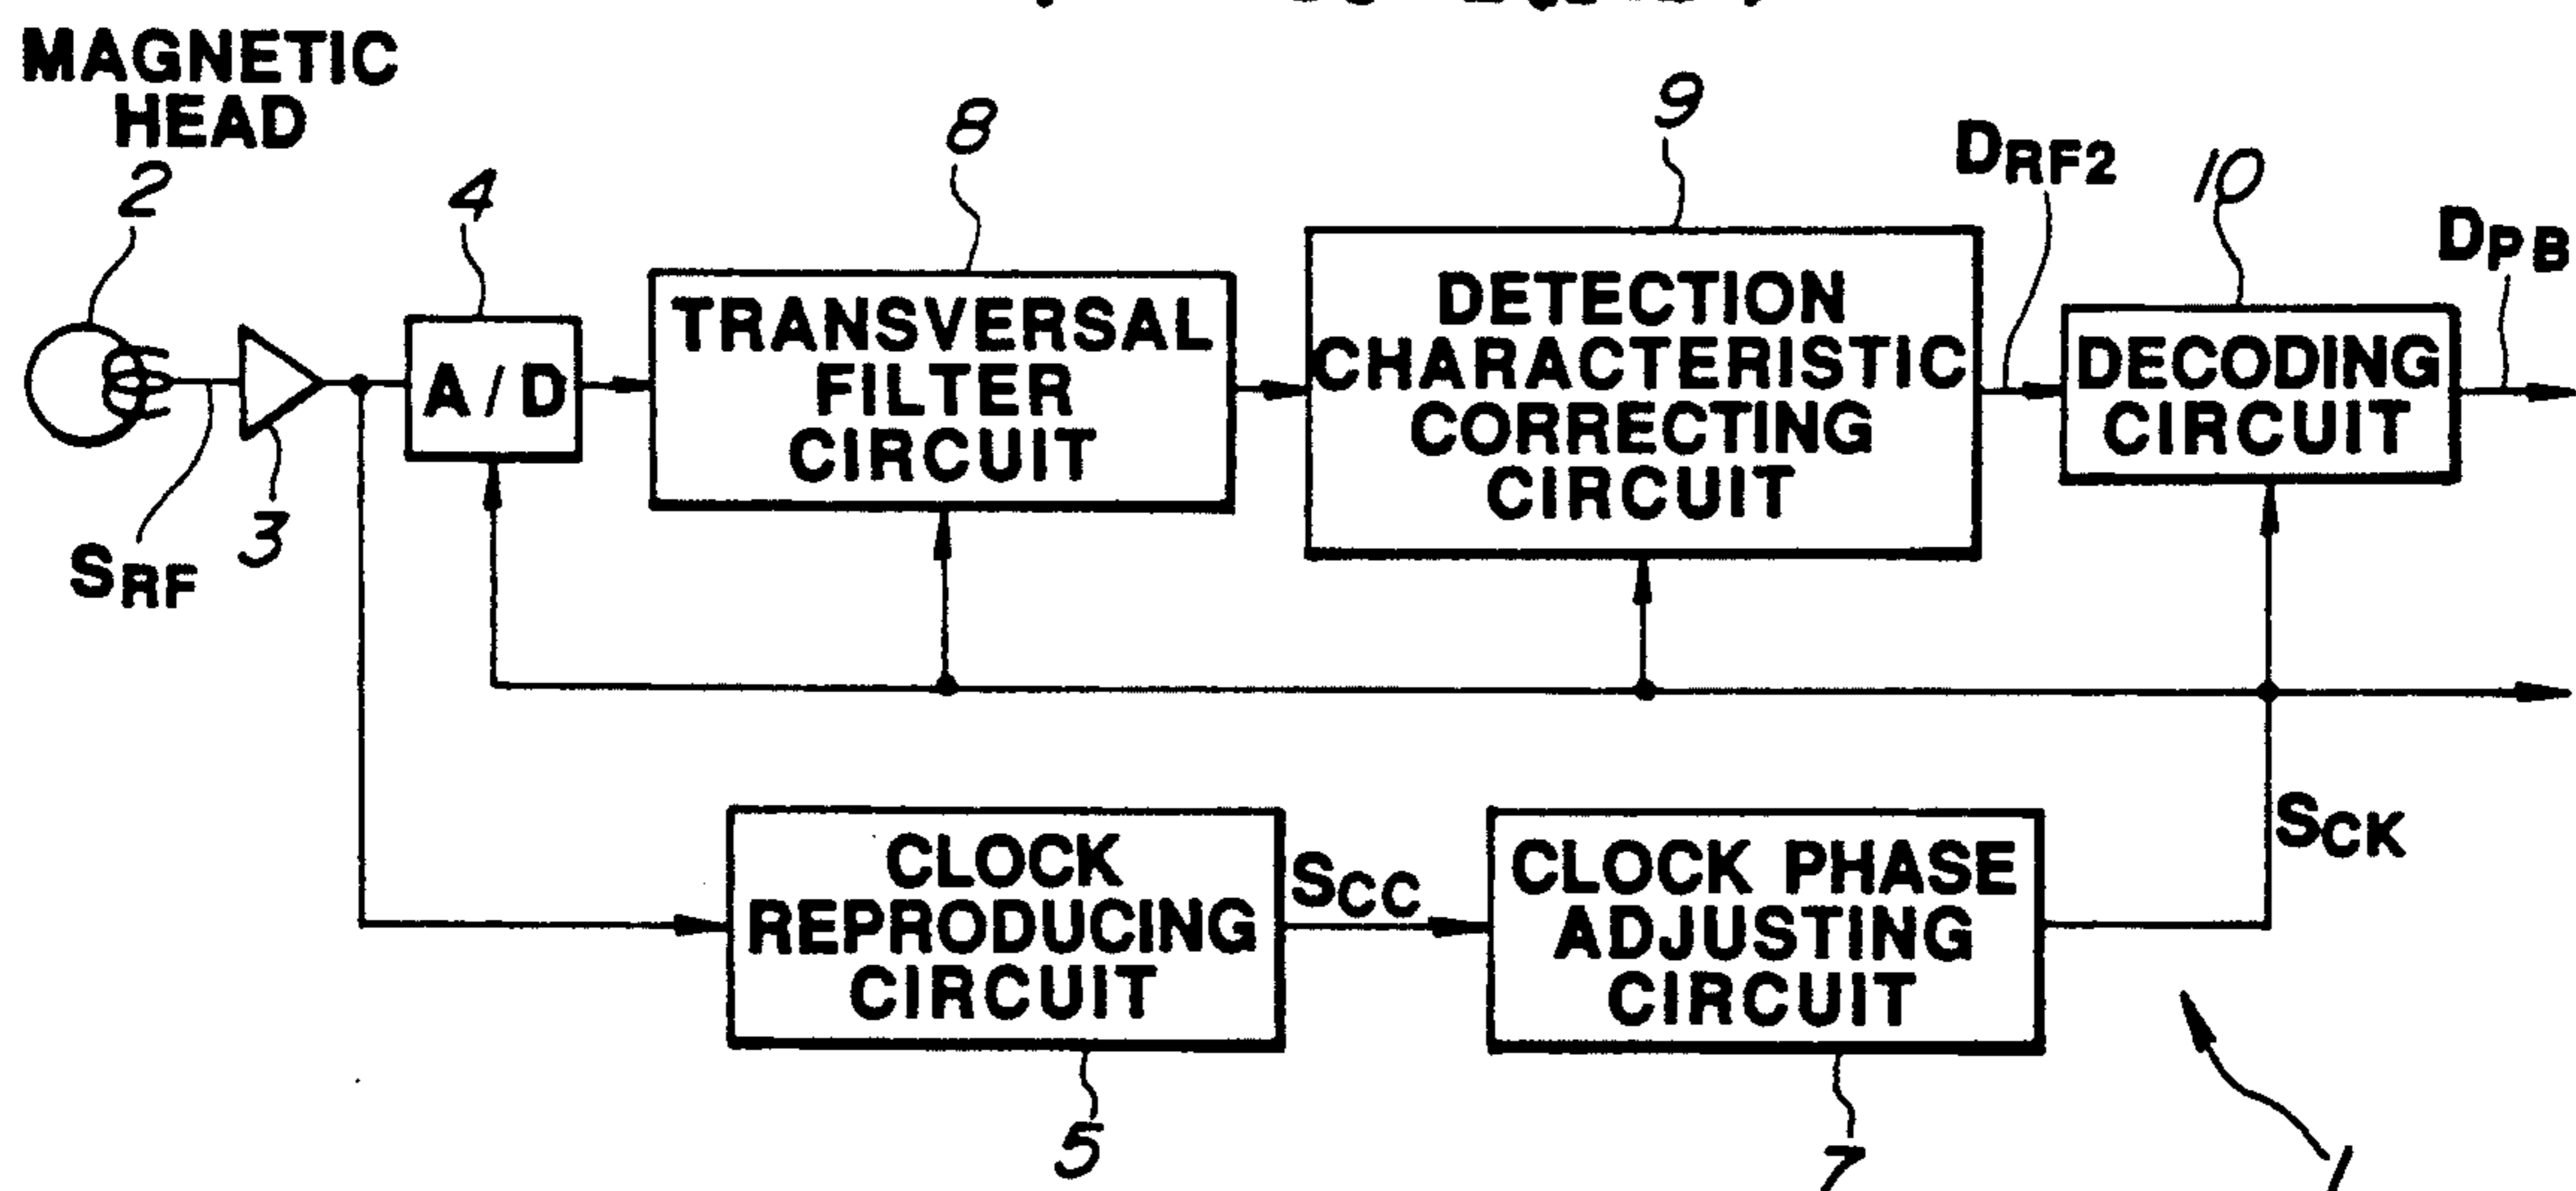 MAGNETIC
HEAD
2
4
8
9
DRF2
10
DPB
A/D
TRANSVERSAL
FILTER
CIRCUIT
DETECTION
CHARACTERISTIC
CORRECTING
CIRCUIT
DECODING
CIRCUIT
SRF
3
CLOCK
REPRODUCING
CIRCUIT
SCC
CLOCK PHASE
ADJUSTING
CIRCUIT
SCK
5
7
1